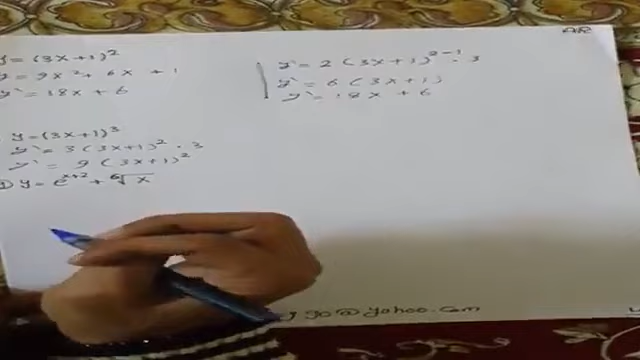 y = (3x+1)²
y = 9x² + 6x + 1
y' = 18x + 6
y' = 2(3x+1)²⁻¹ · 3
y' = 6(3x+1)
y' = 18x + 6
y = (3x+1)³
y' = 3(3x+1)² · 3
y' = 9(3x+1)²
y = e^(x+2) + ⁶√x
90@yahoo.com